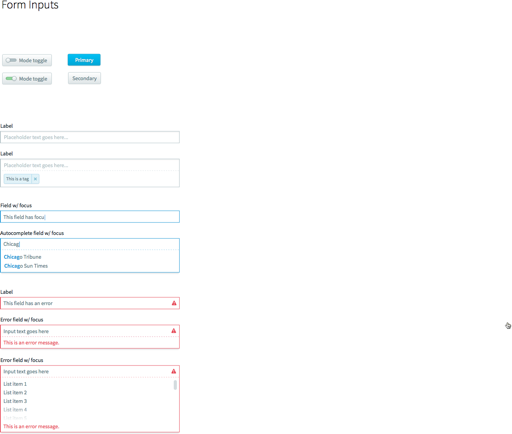 Form Inputs
Mode toggle
Primary
Mode toggle
Secondary
Label
Placeholder text goes here...
Label
Placeholder text goes here...
This is a tag ×
Field w/ focus
This field has focu
Autocomplete field w/ focus
Chicag
Chicago Tribune
Chicago Sun Times
Label
This field has an error
Error field w/ focus
Input text goes here
This is an error message.
Error field w/ focus
Input text goes here
List item 1
List item 2
List item 3
List item 4
This is an error message.